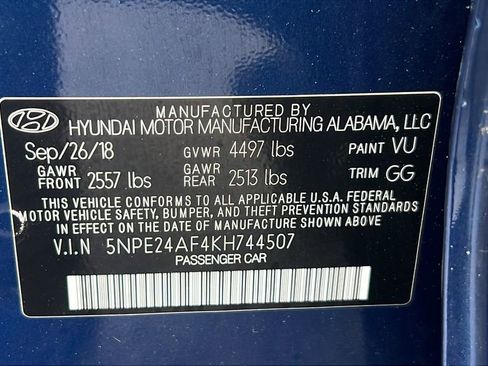 MANUFACTURED BY
HYUNDAI MOTOR MANUFACTURING ALABAMA, LLC
Sep/26/18 GVWR 4497 lbs PAINT VU
GAWR FRONT 2557 lbs GAWR REAR 2513 lbs TRIM GG
THIS VEHICLE CONFORMS TO ALL APPLICABLE U.S.A. FEDERAL
MOTOR VEHICLE SAFETY, BUMPER, AND THEFT PREVENTION STANDARDS
IN EFFECT ON THE DATE OF MANUFACTURE SHOWN ABOVE.
V.I.N 5NPE24AF4KH744507
PASSENGER CAR